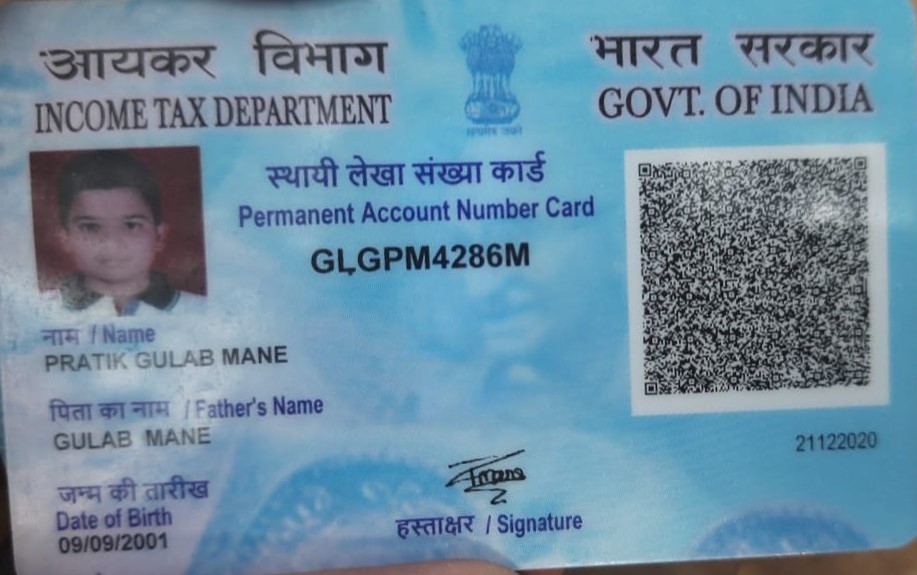 आयकर विभाग
INCOME TAX DEPARTMENT
भारत सरकार
GOVT. OF INDIA
सत्यमेव जयते
स्थायी लेखा संख्या कार्ड
Permanent Account Number Card
GLGPM4286M
नाम / Name
PRATIK GULAB MANE
पिता का नाम / Father's Name
GULAB MANE
जन्म की तारीख
Date of Birth
09/09/2001
हस्ताक्षर / Signature
21122020